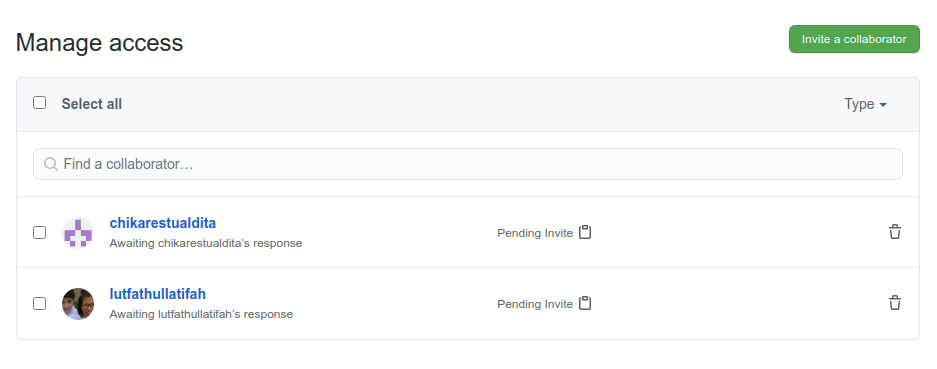 Manage access
Invite a collaborator
Select all
Type
Find a collaborator…
chikarestualdita
Awaiting chikarestualdita's response
Pending Invite
lutfathullatifah
Awaiting lutfathullatifah's response
Pending Invite